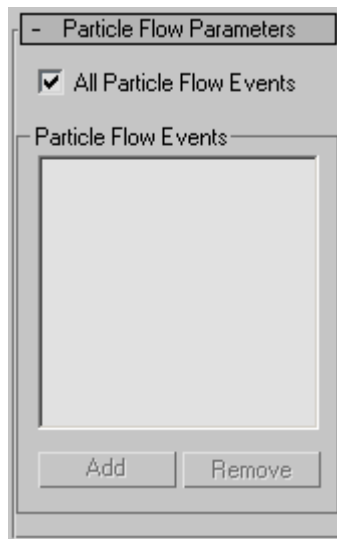 - Particle Flow Parameters
All Particle Flow Events
Particle Flow Events
Add Remove